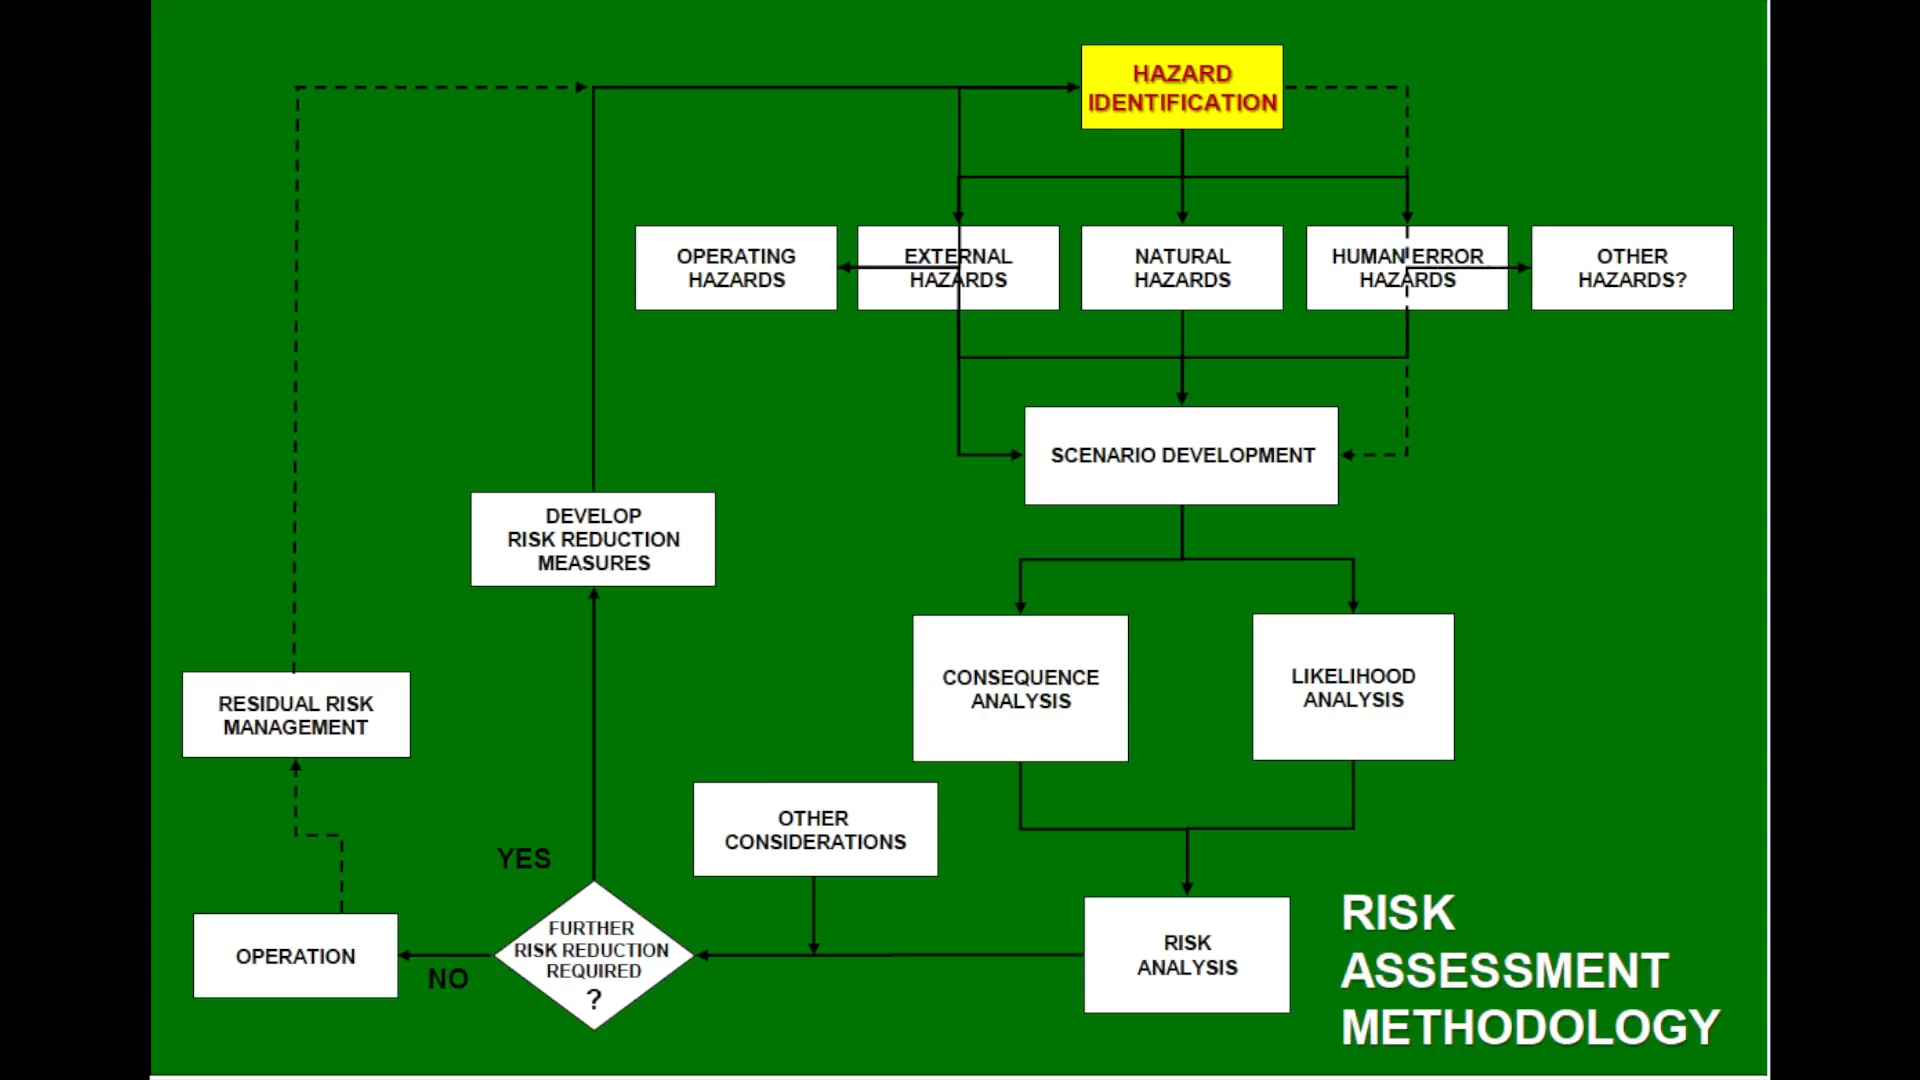 HAZARD
IDENTIFICATION
OPERATING
HAZARDS
EXTERNAL
HAZARDS
NATURAL
HAZARDS
HUMAN ERROR
HAZARDS
OTHER
HAZARDS?
SCENARIO DEVELOPMENT
DEVELOP
RISK REDUCTION
MEASURES
CONSEQUENCE
ANALYSIS
LIKELIHOOD
ANALYSIS
RESIDUAL RISK
MANAGEMENT
OTHER
CONSIDERATIONS
YES
FURTHER
RISK REDUCTION
REQUIRED
?
NO
OPERATION
RISK
ANALYSIS
RISK
ASSESSMENT
METHODOLOGY